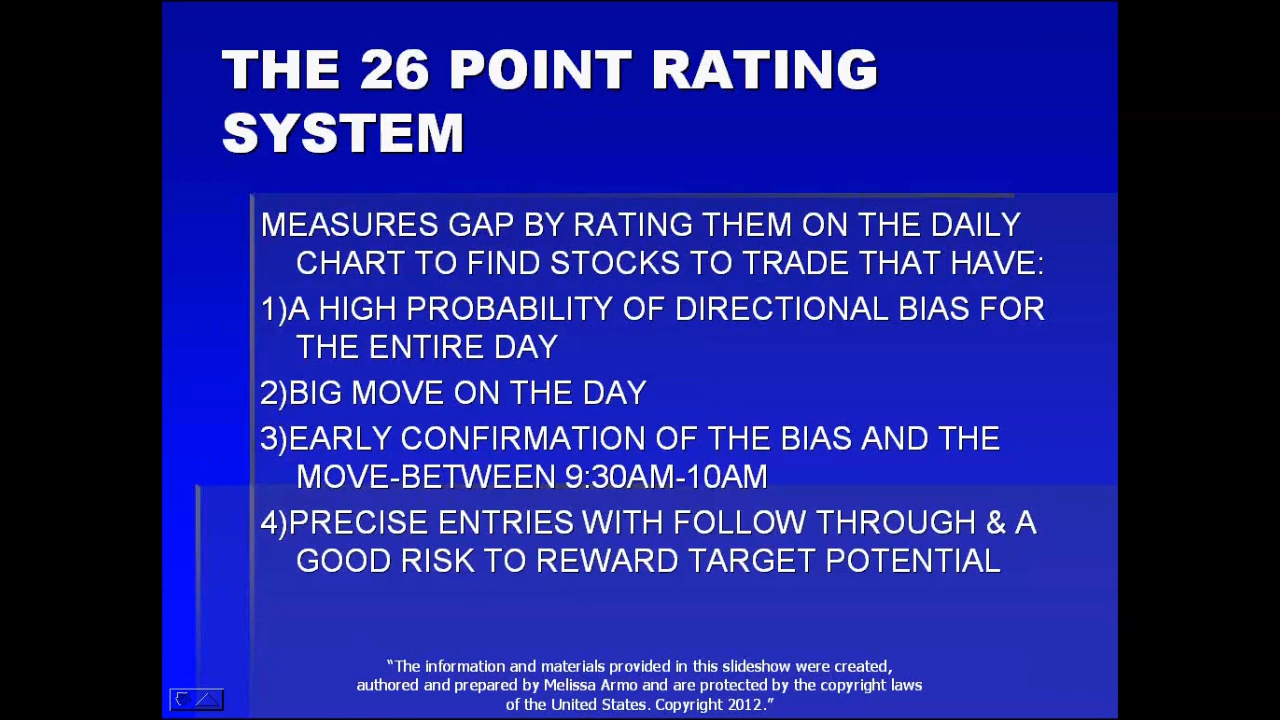 THE 26 POINT RATING
SYSTEM
MEASURES GAP BY RATING THEM ON THE DAILY
CHART TO FIND STOCKS TO TRADE THAT HAVE:
1)A HIGH PROBABILITY OF DIRECTIONAL BIAS FOR
THE ENTIRE DAY
2)BIG MOVE ON THE DAY
3)EARLY CONFIRMATION OF THE BIAS AND THE
MOVE-BETWEEN 9:30AM-10AM
4)PRECISE ENTRIES WITH FOLLOW THROUGH & A
GOOD RISK TO REWARD TARGET POTENTIAL
“The information and materials provided in this slideshow were created,
authored and prepared by Melissa Armo and are protected by the copyright laws
of the United States. Copyright 2012.”